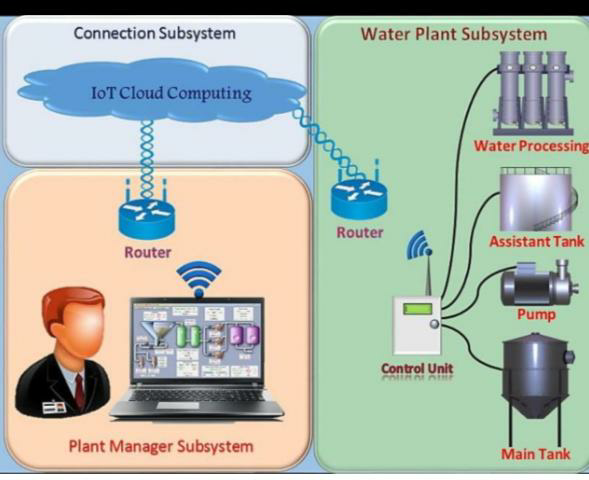 Connection Subsystem
IoT Cloud Computing
Router
Plant Manager Subsystem
Water Plant Subsystem
Water Processing
Router
Assistant Tank
Pump
Control Unit
Main Tank